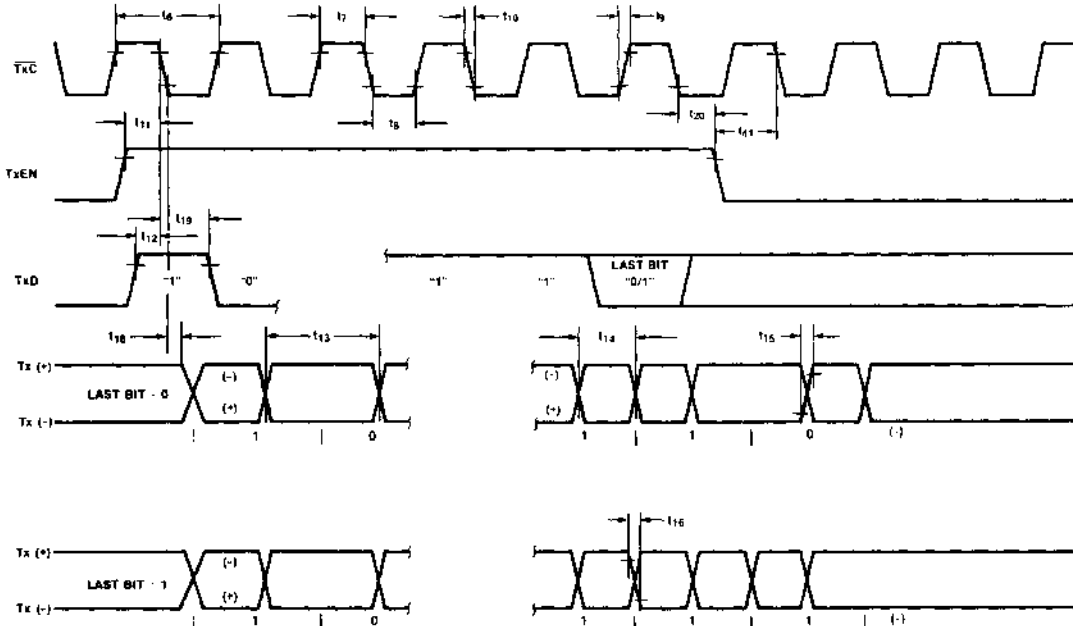 t6 t7 t10 t9
TxC
t11 t8 t20 t41
TxEN
t19
t12
LAST BIT
TxD "1" "0" "1" "1" "0/1"
t18 t13 t14 t15
Tx (+) (-) (-)
LAST BIT - 0
Tx (-) (+) (+)
1 0 1 1 0 (-)
t16
Tx (+) (-)
LAST BIT - 1
Tx (-) (+)
1 0 1 1 1 (-)